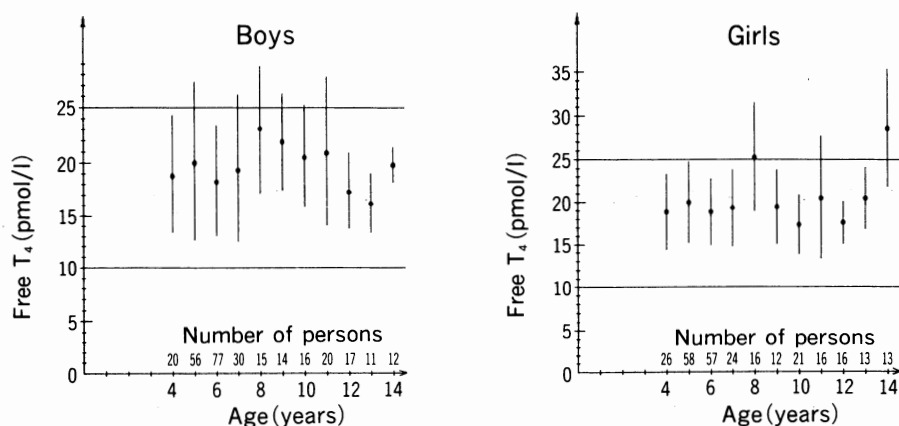 Boys
Free T₄ (pmol/l)
25
20
15
10
5
0
Number of persons
20 56 77 30 15 14 16 20 17 11 12
4 6 8 10 12 14
Age (years)
Girls
Free T₄ (pmol/l)
35
30
25
20
15
10
5
0
Number of persons
26 58 57 24 16 12 21 16 16 13 13
4 6 8 10 12 14
Age (years)